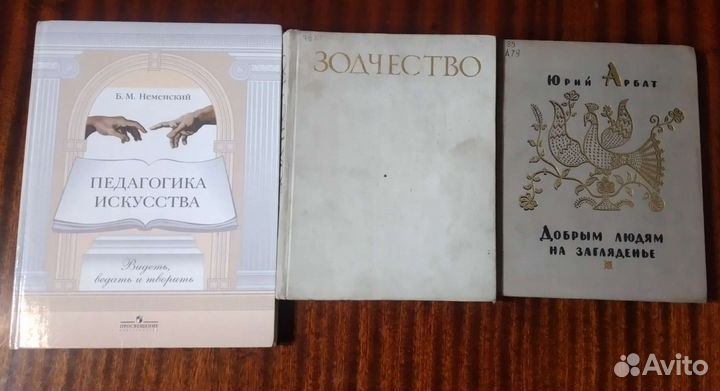 Б. М. Неменский
ПЕДАГОГИКА
ИСКУССТВА
Видеть,
ведать и творить
ПРОСВЕЩЕНИЕ
ЗОДЧЕСТВО
Юрий Арбат
Добрым людям
на загляденье
Avito